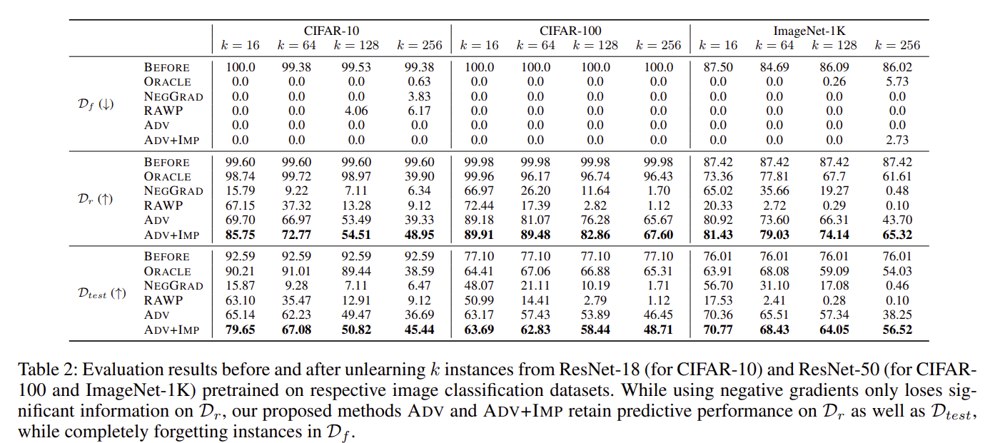 CIFAR-10 CIFAR-100 ImageNet-1K
k = 16 k = 64 k = 128 k = 256 k = 16 k = 64 k = 128 k = 256 k = 16 k = 64 k = 128 k = 256
BEFORE 100.0 99.38 99.53 99.38 100.0 100.0 100.0 100.0 87.50 84.69 86.09 86.02
ORACLE 0.0 0.0 0.0 0.63 0.0 0.0 0.0 0.0 0.0 0.0 0.26 5.73
NEGGRAD 0.0 0.0 0.0 3.83 0.0 0.0 0.0 0.0 0.0 0.0 0.0 0.0
D_f (↓)
RAWP 0.0 0.0 4.06 6.17 0.0 0.0 0.0 0.0 0.0 0.0 0.0 0.0
ADV 0.0 0.0 0.0 0.0 0.0 0.0 0.0 0.0 0.0 0.0 0.0 0.0
ADV+IMP 0.0 0.0 0.0 0.0 0.0 0.0 0.0 0.0 0.0 0.0 0.0 2.73
BEFORE 99.60 99.60 99.60 99.60 99.98 99.98 99.98 99.98 87.42 87.42 87.42 87.42
ORACLE 98.74 99.72 98.97 39.90 99.96 96.17 96.74 96.43 73.36 77.81 67.7 61.61
NEGGRAD 15.79 9.22 7.11 6.34 66.97 26.20 11.64 1.70 65.02 35.66 19.27 0.48
D_r (↑)
RAWP 67.15 37.32 13.28 9.12 72.44 17.39 2.82 1.12 20.33 2.72 0.29 0.10
ADV 69.70 66.97 53.49 39.33 89.18 81.07 76.28 65.67 80.92 73.60 66.31 43.70
ADV+IMP 85.75 72.77 54.51 48.95 89.91 89.48 82.86 67.60 81.43 79.03 74.14 65.32
BEFORE 92.59 92.59 92.59 92.59 77.10 77.10 77.10 77.10 76.01 76.01 76.01 76.01
ORACLE 90.21 91.01 89.44 38.59 64.41 67.06 66.88 65.31 63.91 68.08 59.09 54.03
NEGGRAD 15.87 9.28 7.11 6.47 48.07 21.11 10.19 1.71 56.70 31.10 17.08 0.46
D_test (↑)
RAWP 63.10 35.47 12.91 9.12 50.99 14.41 2.79 1.12 17.53 2.41 0.28 0.10
ADV 65.14 62.23 49.47 36.69 63.17 57.43 53.89 46.45 70.36 65.51 57.34 38.25
ADV+IMP 79.65 67.08 50.82 45.44 63.69 62.83 58.44 48.71 70.77 68.43 64.05 56.52
Table 2: Evaluation results before and after unlearning k instances from ResNet-18 (for CIFAR-10) and ResNet-50 (for CIFAR-
100 and ImageNet-1K) pretrained on respective image classification datasets. While using negative gradients only loses sig-
nificant information on D_r, our proposed methods ADV and ADV+IMP retain predictive performance on D_r as well as D_test,
while completely forgetting instances in D_f.